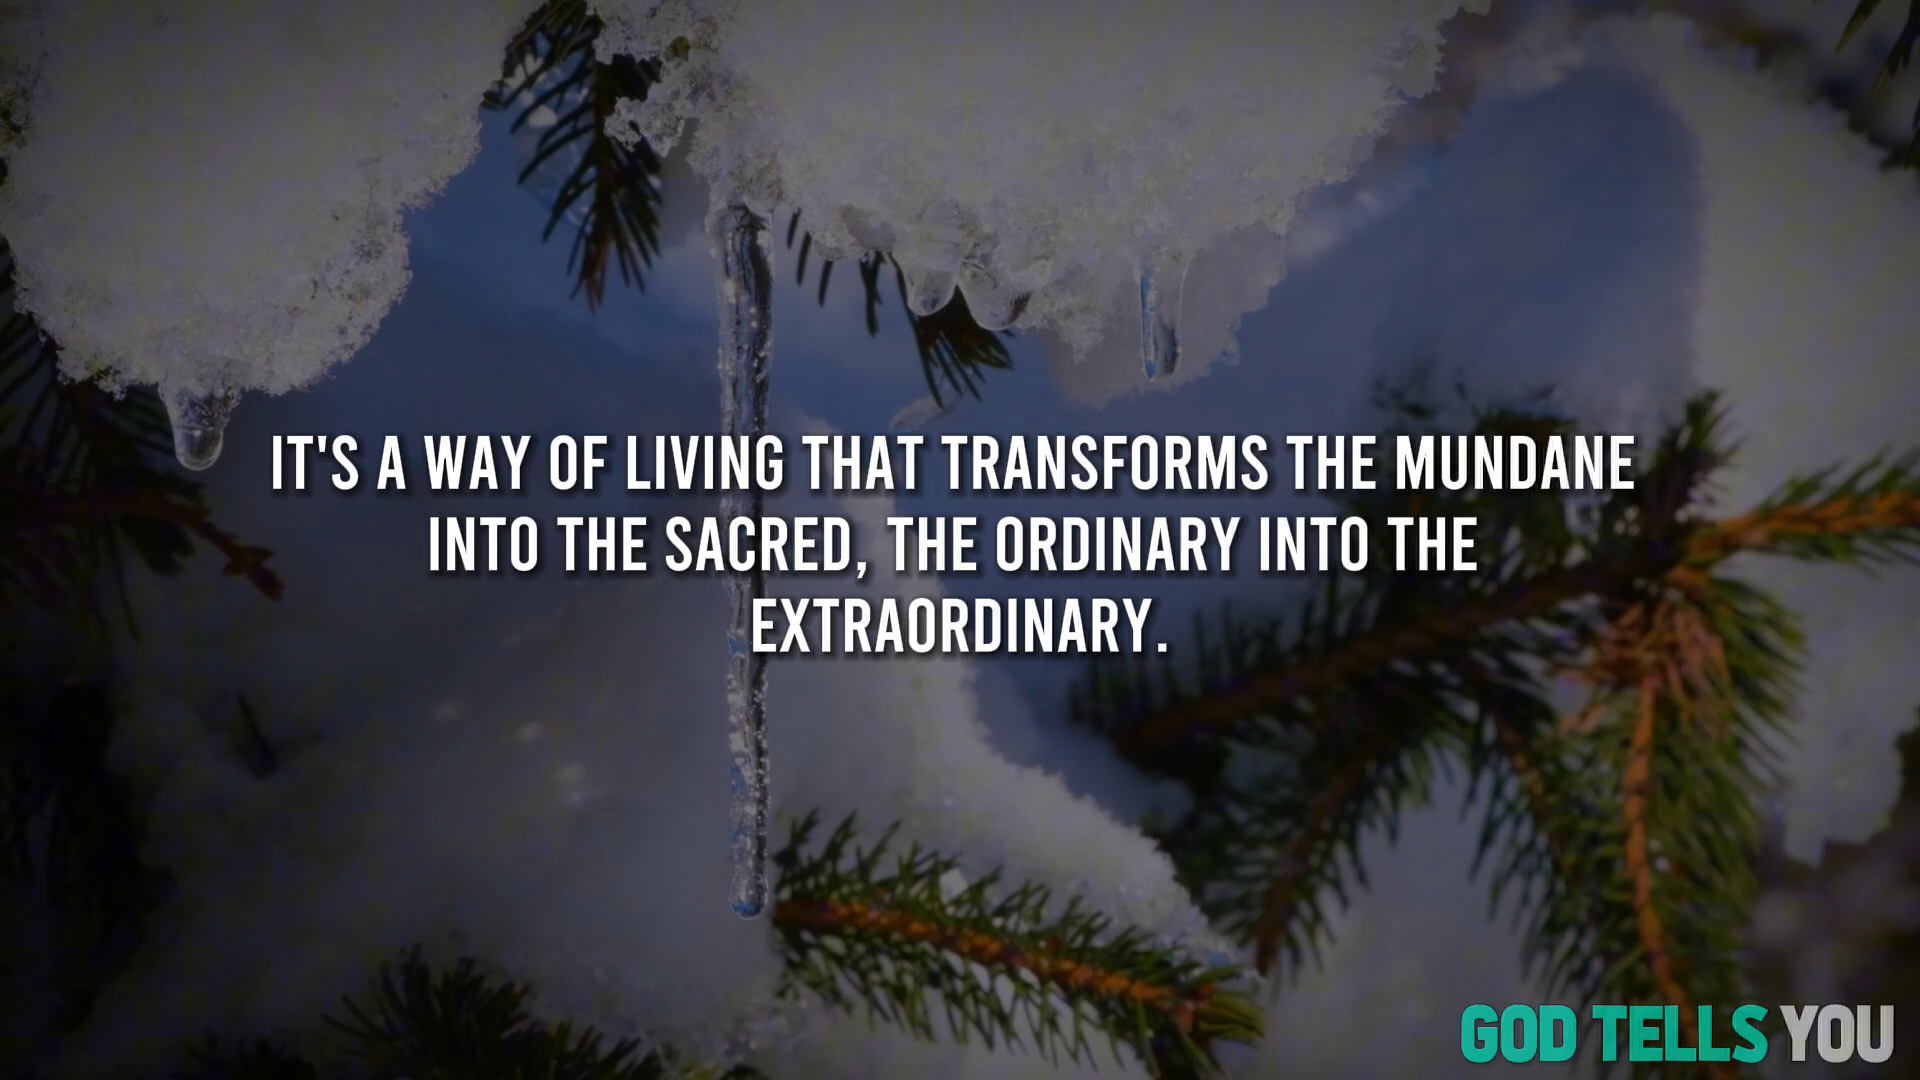 IT'S A WAY OF LIVING THAT TRANSFORMS THE MUNDANE
INTO THE SACRED, THE ORDINARY INTO THE
EXTRAORDINARY.
GOD TELLS YOU